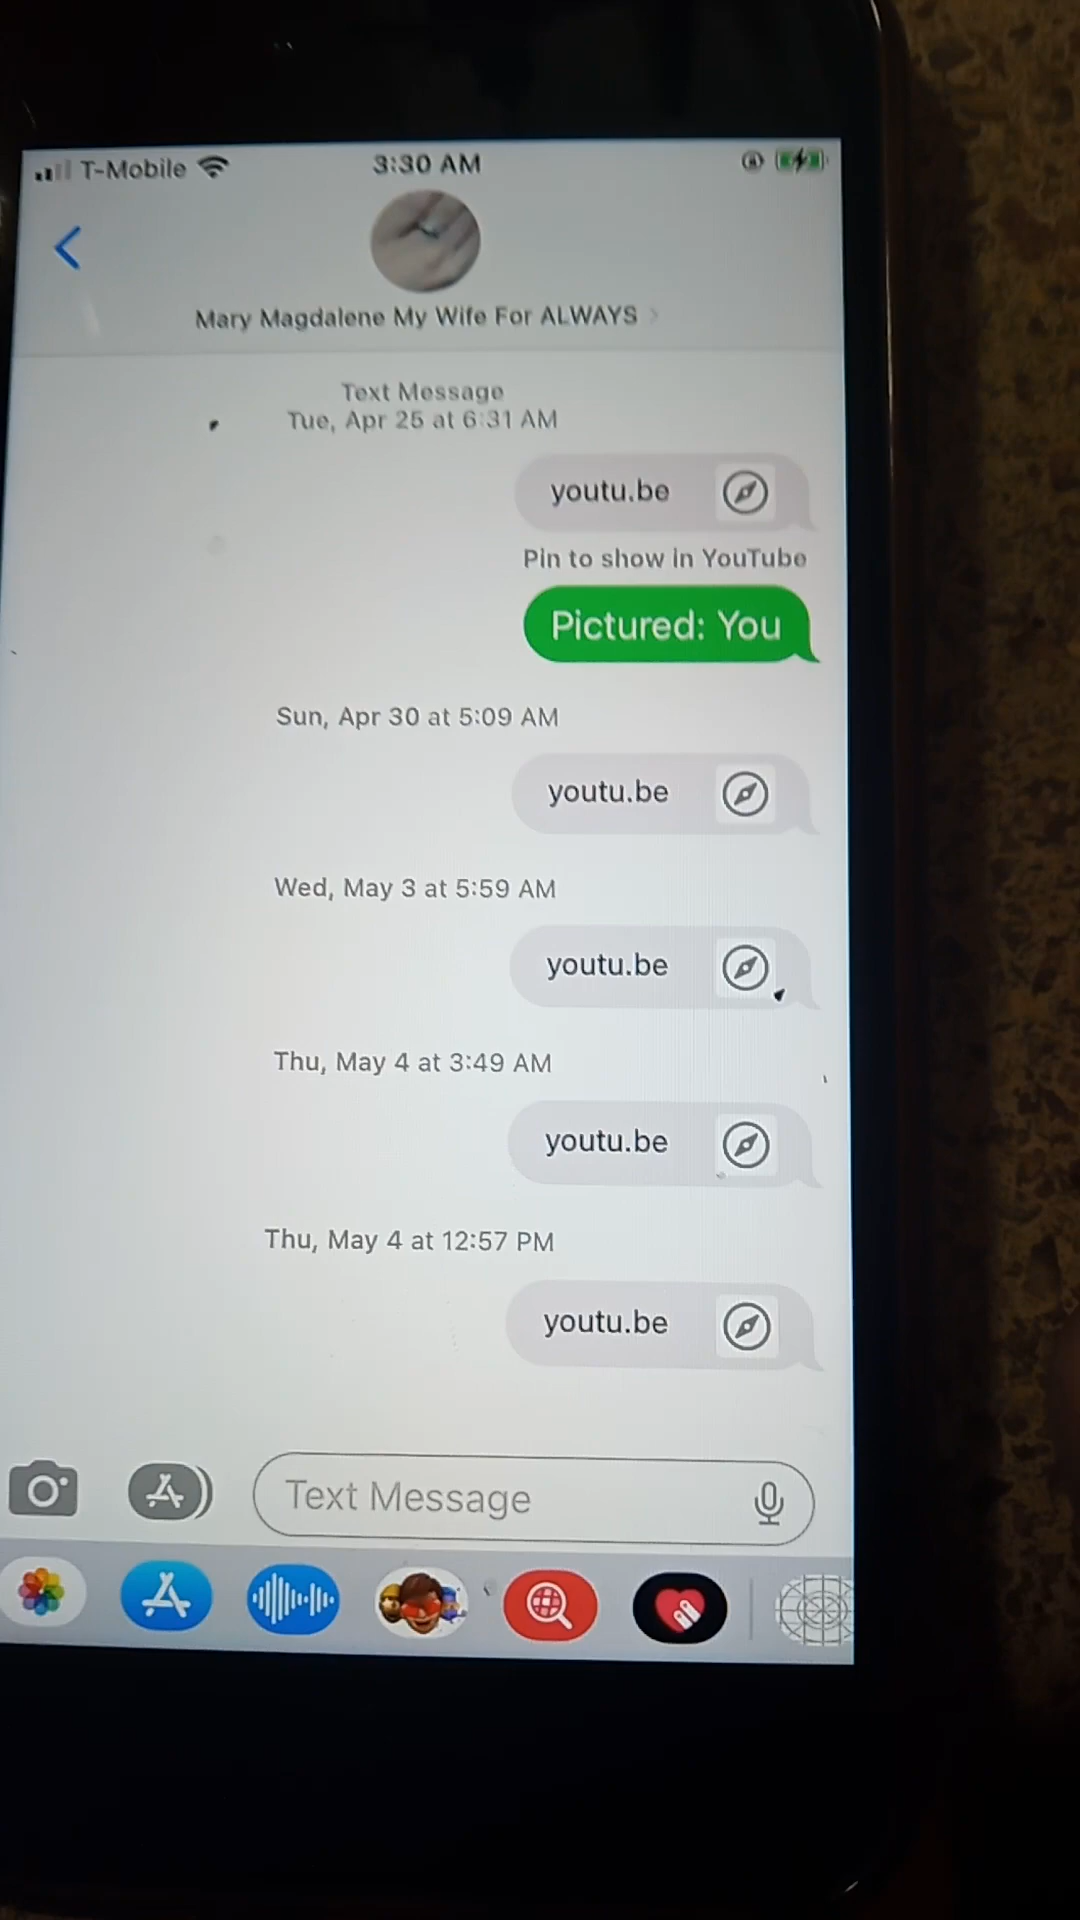 T-Mobile 3:30 AM
Mary Magdalene My Wife For ALWAYS
Text Message
Tue, Apr 25 at 6:31 AM
youtu.be
Pin to show in YouTube
Pictured: You
Sun, Apr 30 at 5:09 AM
youtu.be
Wed, May 3 at 5:59 AM
youtu.be
Thu, May 4 at 3:49 AM
youtu.be
Thu, May 4 at 12:57 PM
youtu.be
Text Message